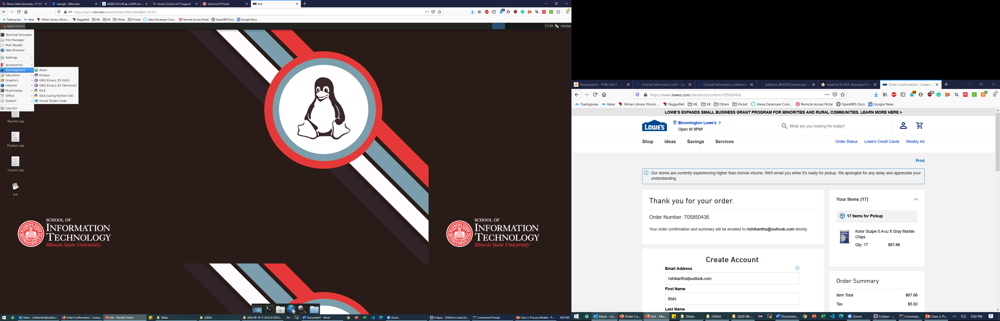 Illinois State University : IT 180 F
learngit - Bitbucket
AMZN 3312.49 ▲ +4.09% Unna
Home | School of IT Support
School of IT Portal
Ash
https://login.it.ilstu.edu/access/#/client/MzUwNwBjAG15c3Fs
Tradingview
Ideas
Milner Library: Illinois ...
ReggieNet
ML
K8
Others
Pocket
Alexa Developer Cons...
Remote Access Portal
OpenMRS Docs
Google News
Applications
17:05
rsaripa
Terminal Emulator
File Manager
Mail Reader
Web Browser
Settings
Accessories
Development
Education
Graphics
Internet
Multimedia
Office
System
Log Out
Atom
Eclipse
GNU Emacs 25 (GUI)
GNU Emacs 25 (Terminal)
IDLE
IDLE (using Python-3.6)
Visual Studio Code
Teacher.cpp
Product.cpp
Course.cpp
out
SCHOOL OF
INFORMATION
TECHNOLOGY
Illinois State University
SCHOOL OF
INFORMATION
TECHNOLOGY
Illinois State University
Inbox - rishikanths@outloo...
Order Confirmation - Lowes...
Ash - Mozilla Firefox
Slides
226Git
2020-08-18 11.34.52 it 226 0...
Document1 - Word
Zoom
Eclipse - 226Git/src/edu/it2...
Command Prompt
Class 3. Process Models - P...
5:02 PM
Resourcelist - FHIR v4.0.1
Clinical Informatics | ACI - App
Clinical Informatics | Methods
Adafruit_BNO055/sensorapi.in
Adafruit 9-DOF Absolute Orie
Order Confirmation - Lowes.co
https://www.lowes.com/checkout/confirm/705850436
26
22
1
Tradingview
Ideas
Milner Library: Illinois ...
ReggieNet
ML
K8
Others
Pocket
Alexa Developer Cons...
Remote Access Portal
OpenMRS Docs
Google News
LOWE'S EXPANDS SMALL BUSINESS GRANT PROGRAM FOR MINORITIES AND RURAL COMMUNITIES. LEARN MORE HERE >
LOWE'S
Bloomington Lowe's
Open till 9PM!
What are you looking for today?
Shop
Ideas
Savings
Services
Order Status
Lowe's Credit Cards
Weekly Ad
Print
Our stores are currently experiencing higher than normal volume. We'll email you when it's ready for pickup. We apologize for any delay and appreciate your
understanding.
Thank you for your order.
Order Number: 705850436
Your order confirmation and summary will be emailed to rishikanths@outlook.com shortly.
Create Account
Email Address
rishikanths@outlook.com
First Name
Rishi
Last Name
Your Items (17)
17 Items for Pickup
Kolor Scape 0.4-cu ft Gray Marble
Chips
Qty: 17
$67.66
Order Summary
Item Total
$67.66
Tax
$5.92
Inbox - ris...
Order Co...
Ash - Mo...
Slides
226Git
2020-08-...
Documen...
Zoom
Eclipse - ...
Comman...
Class 3. Pr...
5:02 PM